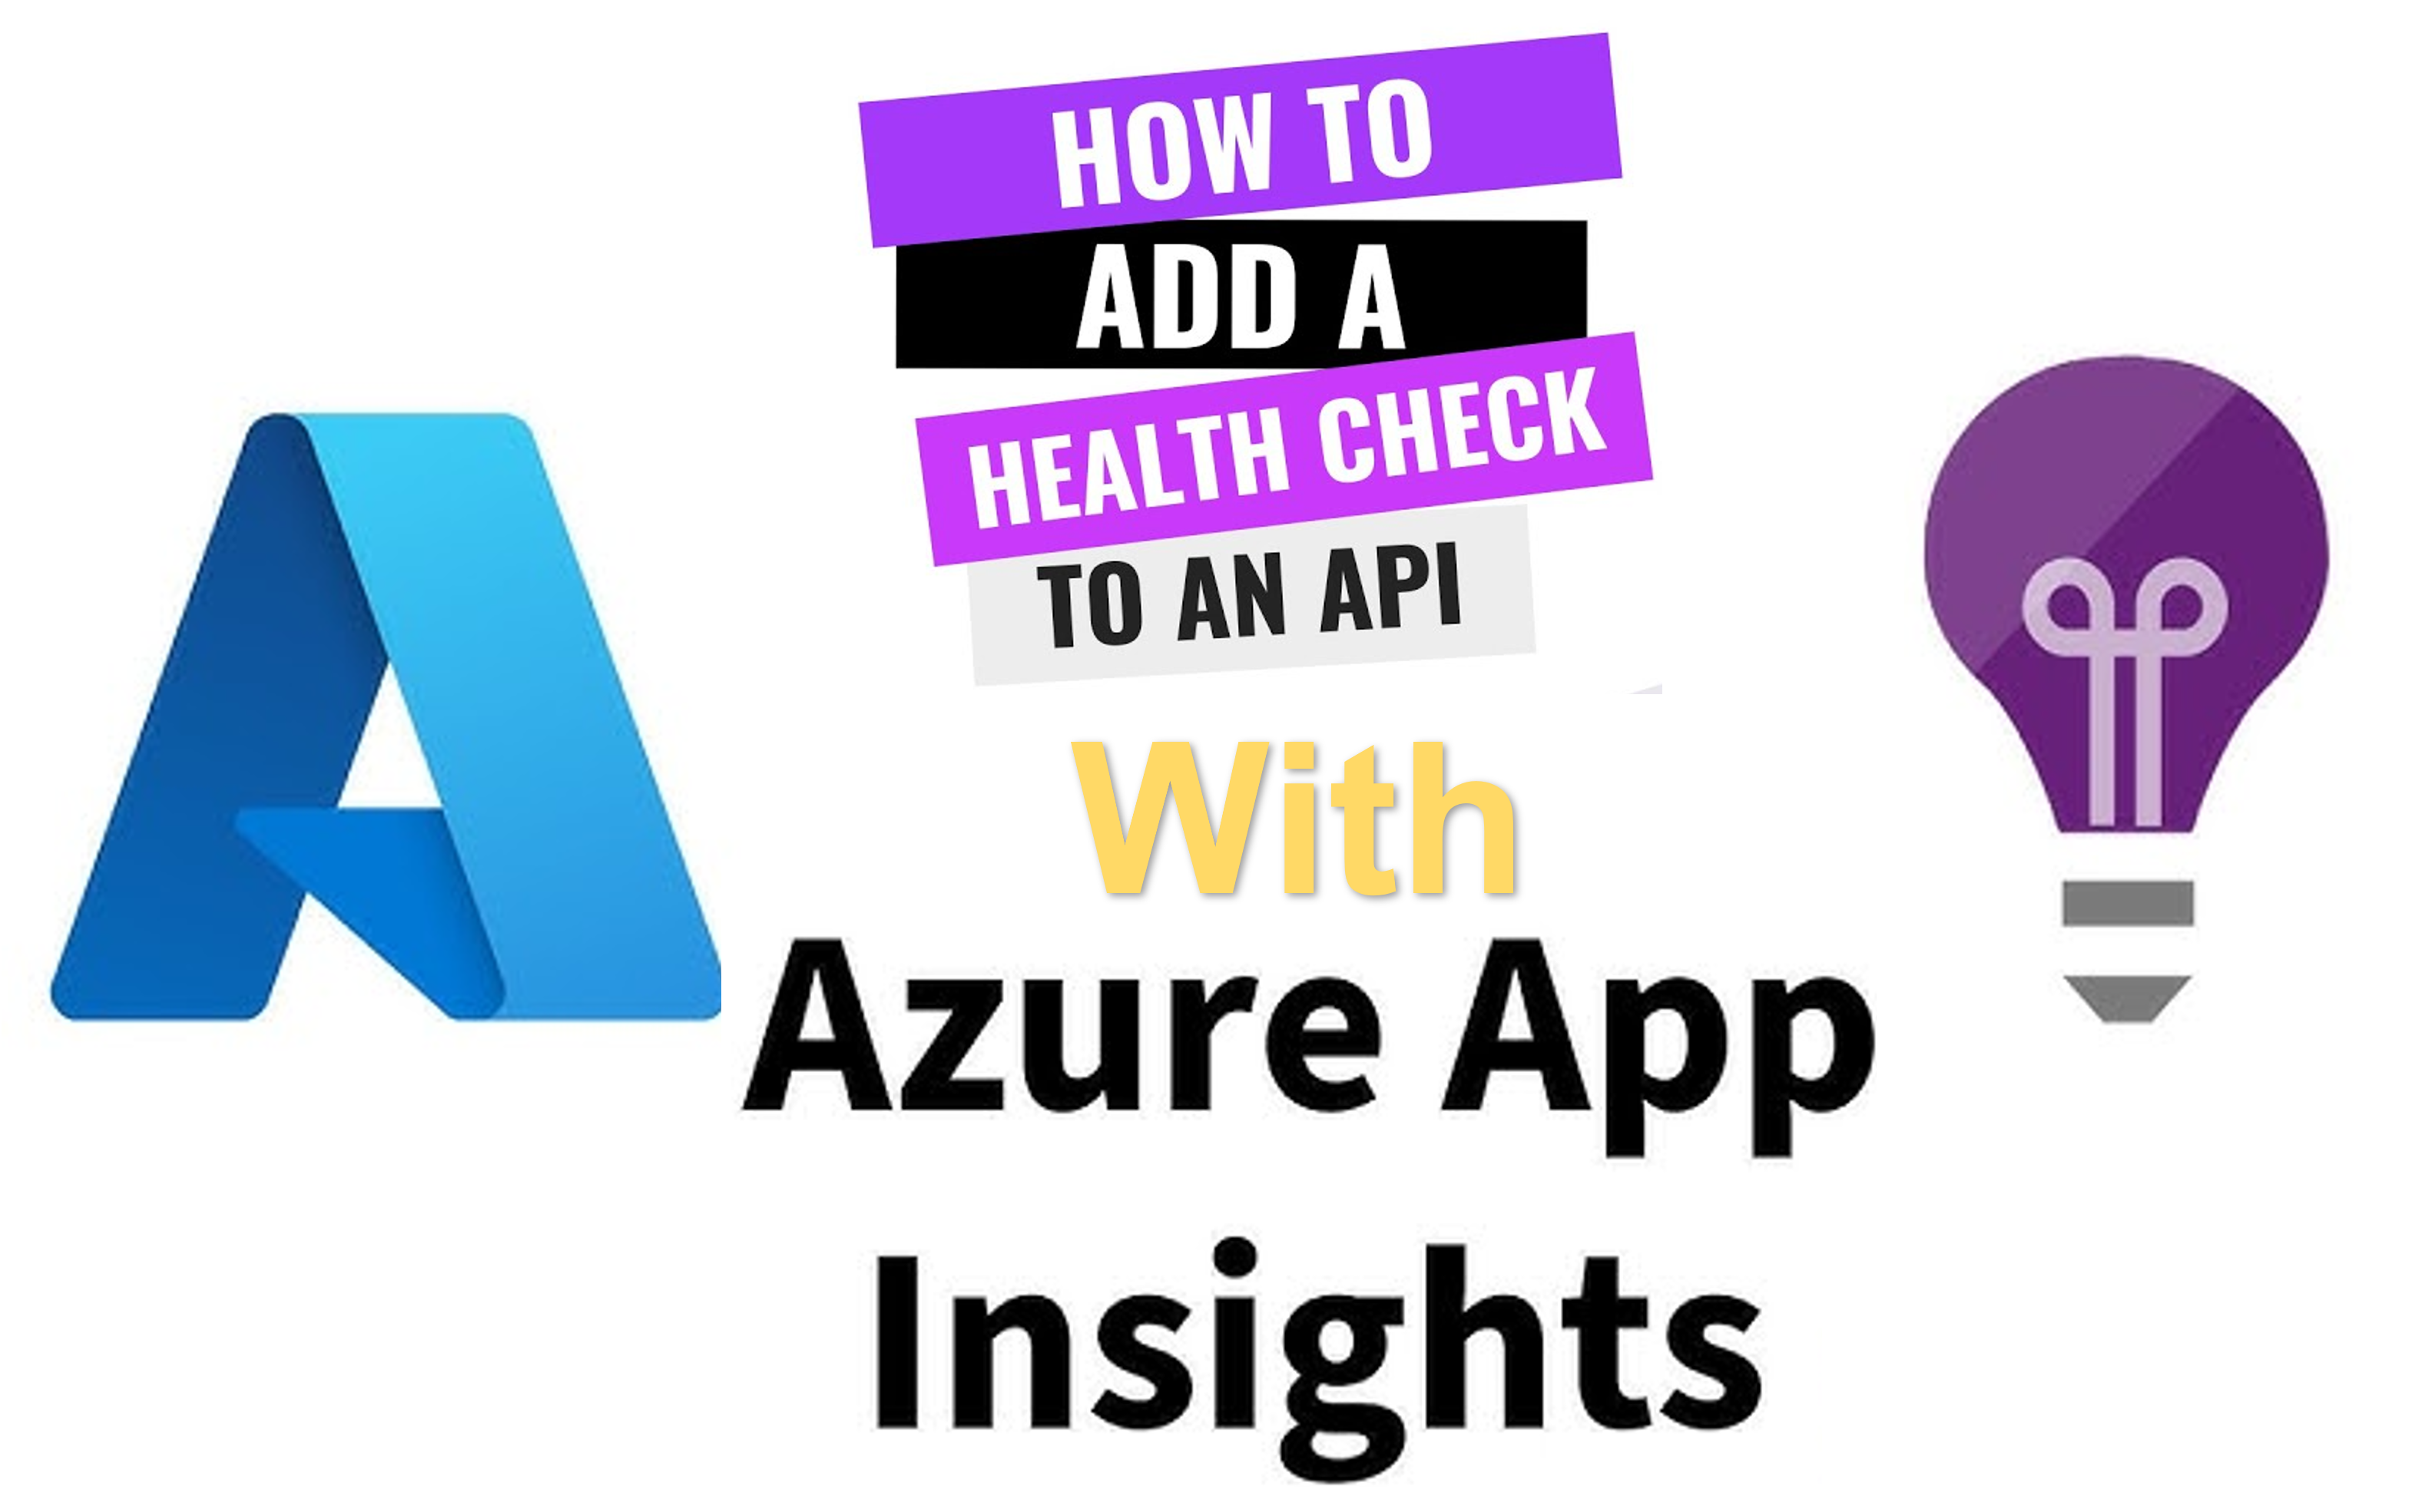 HOW TO
ADD A
HEALTH CHECK
TO AN API
With
Azure App
Insights